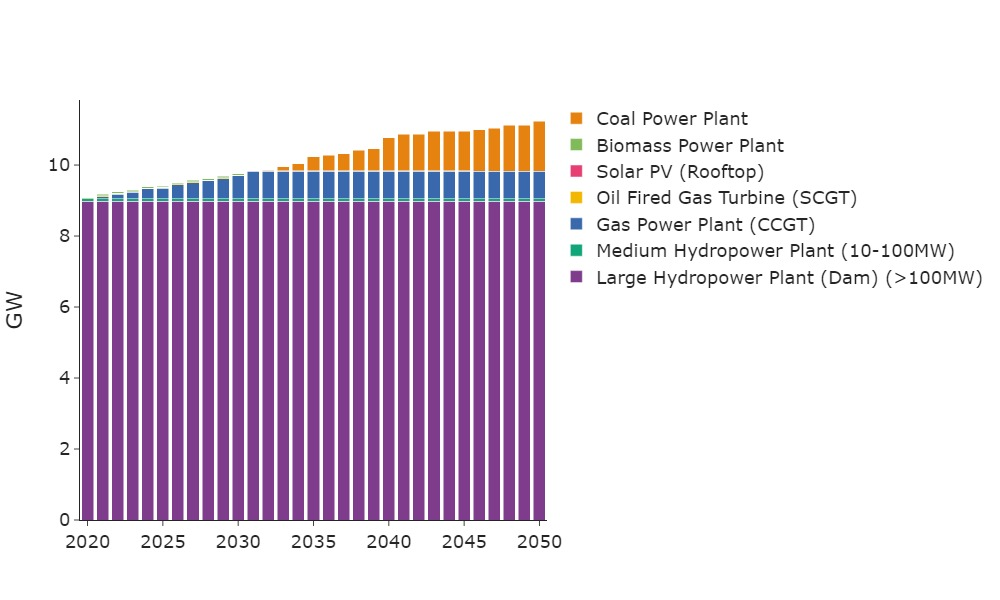 GW
10
8
6
4
2
0
2020 2025 2030 2035 2040 2045 2050
Coal Power Plant
Biomass Power Plant
Solar PV (Rooftop)
Oil Fired Gas Turbine (SCGT)
Gas Power Plant (CCGT)
Medium Hydropower Plant (10-100MW)
Large Hydropower Plant (Dam) (>100MW)